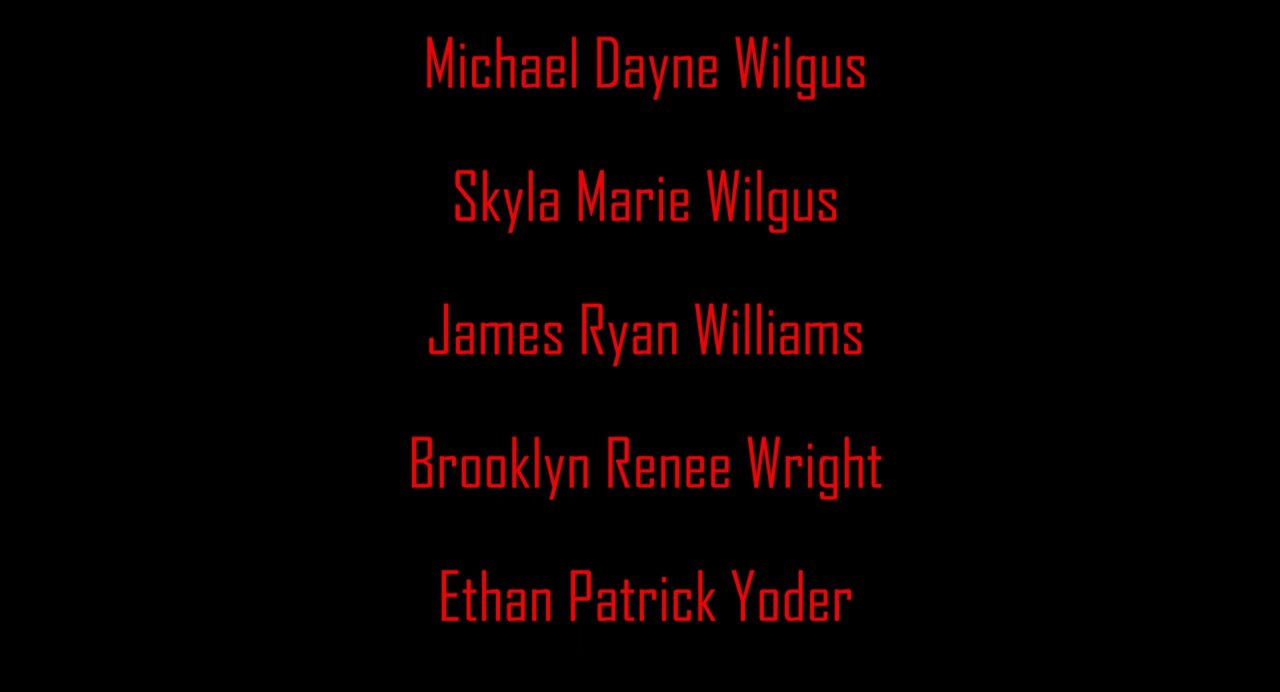 Michael Dayne Wilgus
Skyla Marie Wilgus
James Ryan Williams
Brooklyn Renee Wright
Ethan Patrick Yoder